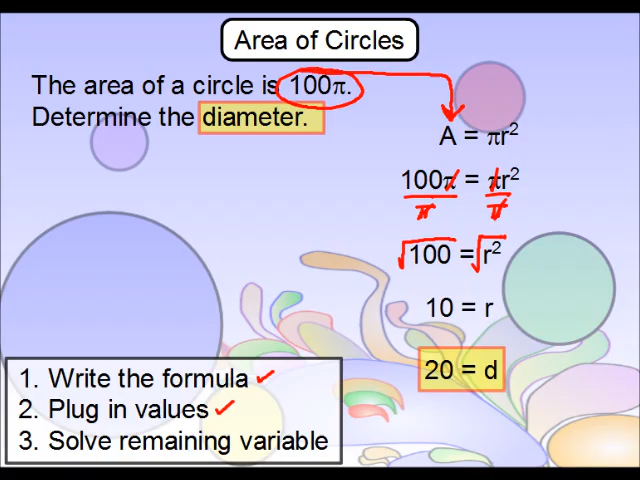 Area of Circles
The area of a circle is 100π.
Determine the diameter.
A = πr²
100π = πr²
π π
√100 = √r²
10 = r
20 = d
1. Write the formula ✓
2. Plug in values ✓
3. Solve remaining variable